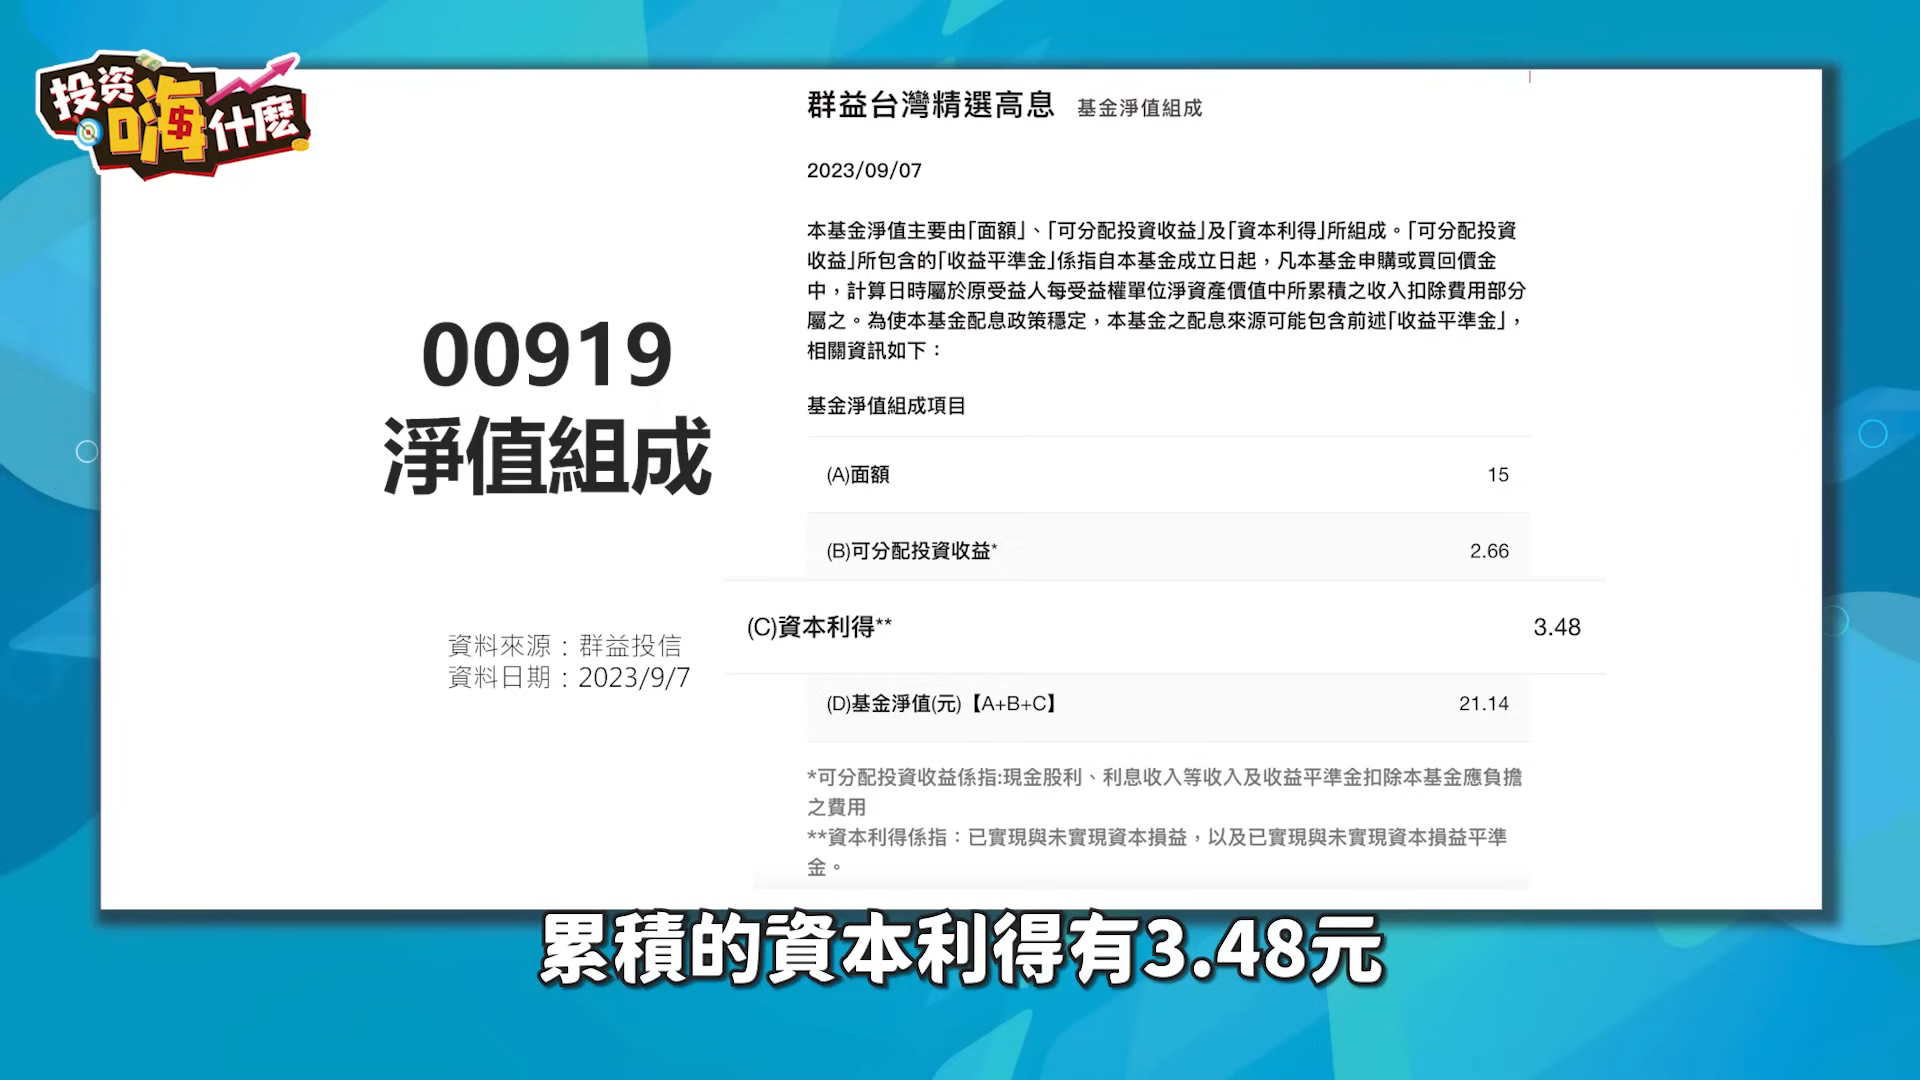 投资
嗨
什麼
群益台灣精選高息 基金淨值組成
2023/09/07
本基金淨值主要由「面額」、「可分配投資收益」及「資本利得」所組成。「可分配投資
收益」所包含的「收益平準金」係指自本基金成立日起，凡本基金申購或買回價金
中，計算日時屬於原受益人每受益權單位淨資產價值中所累積之收入扣除費用部分
屬之。為使本基金配息政策穩定，本基金之配息來源可能包含前述「收益平準金」，
相關資訊如下：
00919
淨值組成
資料來源：群益投信
資料日期：2023/9/7
基金淨值組成項目
(A)面額 15
(B)可分配投資收益* 2.66
(C)資本利得** 3.48
(D)基金淨值(元)【A+B+C】 21.14
*可分配投資收益係指:現金股利、利息收入等收入及收益平準金扣除本基金應負擔
之費用
**資本利得係指：已實現與未實現資本損益，以及已實現與未實現資本損益平準
金。
累積的資本利得有3.48元